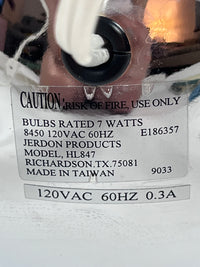 CAUTION: RISK OF FIRE, USE ONLY
BULBS RATED 7 WATTS
8450 120VAC 60HZ E186357
JERDON PRODUCTS
MODEL, HL847
RICHARDSON,TX.75081
MADE IN TAIWAN 9033
120VAC 60HZ 0.3A